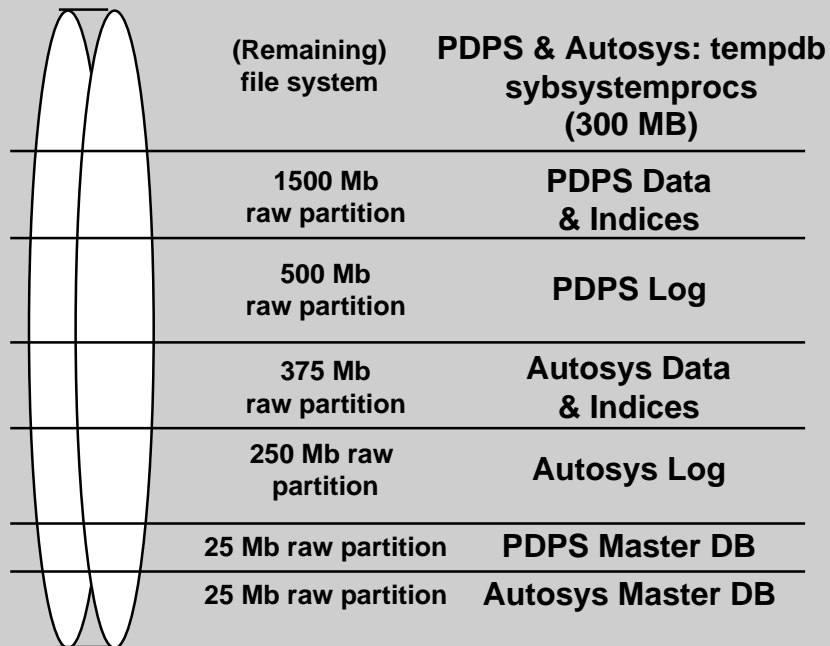 (Remaining)
file system
PDPS & Autosys: tempdb
sybsystemprocs
(300 MB)
1500 Mb
raw partition
PDPS Data
& Indices
500 Mb
raw partition
PDPS Log
375 Mb
raw partition
Autosys Data
& Indices
250 Mb raw
partition
Autosys Log
25 Mb raw partition
PDPS Master DB
25 Mb raw partition
Autosys Master DB